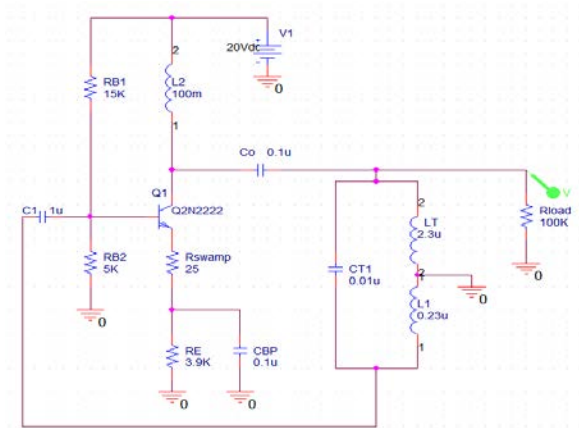 V1
20Vdc
0
2
L2
100m
1
RB1
15K
Co 0.1u
Q1
Q2N2222
C1 1u
Rswamp
25
RB2
5K
0
RE
3.9K
0
CBP
0.1u
0
CT1
0.01u
2
LT
2.3u
0
L1
0.23u
1
V
Rload
100K
0